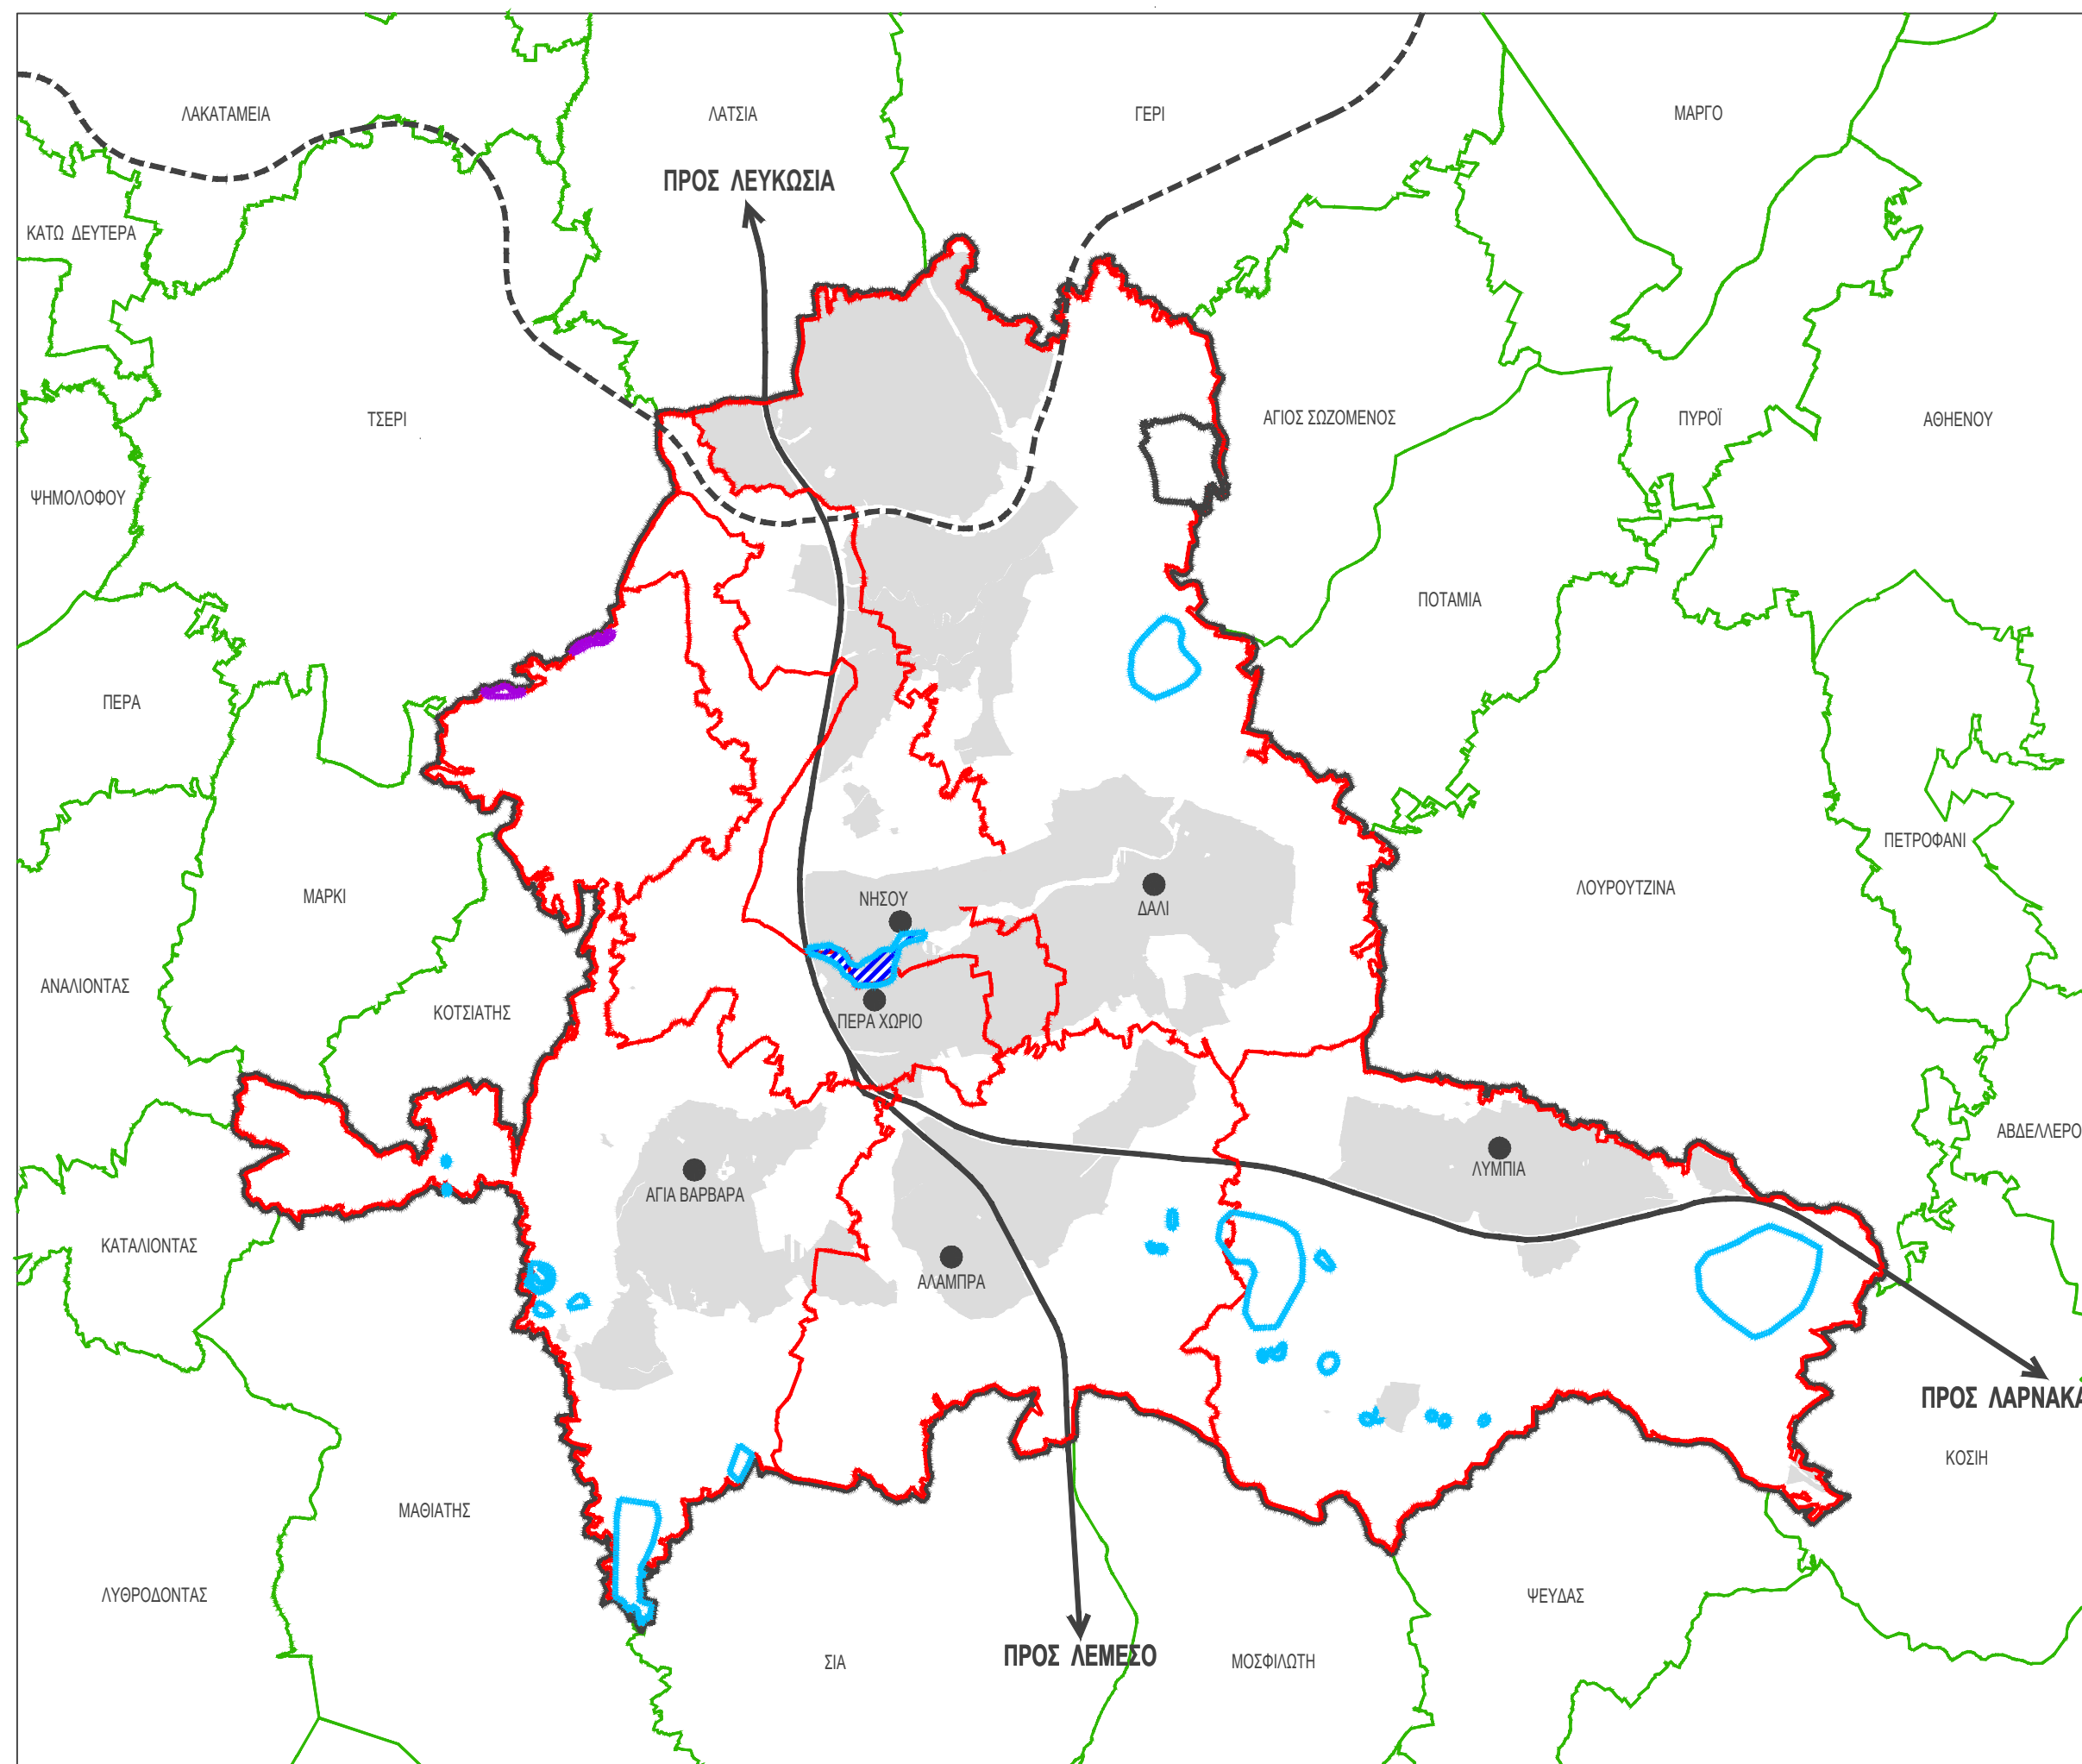 ΛΑΚΑΤΑΜΕΙΑ
ΛΑΤΣΙΑ
ΓΕΡΙ
ΜΑΡΓΟ
ΠΡΟΣ ΛΕΥΚΩΣΙΑ
ΚΑΤΩ ΔΕΥΤΕΡΑ
ΤΣΕΡΙ
ΑΓΙΟΣ ΣΩΖΟΜΕΝΟΣ
ΠΥΡΟΪ
ΑΘΗΕΝΟΥ
ΨΗΜΟΛΟΦΟΥ
ΠΟΤΑΜΙΑ
ΠΕΡΑ
ΠΕΤΡΟΦΑΝΙ
ΜΑΡΚΙ
ΝΗΣΟΥ
ΔΑΛΙ
ΛΟΥΡΟΥΤΖΙΝΑ
ΑΝΑΛΙΟΝΤΑΣ
ΚΟΤΣΙΑΤΗΣ
ΠΕΡΑ ΧΩΡΙΟ
ΑΒΔΕΛΛΕΡΟ
ΑΓΙΑ ΒΑΡΒΑΡΑ
ΛΥΜΠΙΑ
ΚΑΤΑΛΙΟΝΤΑΣ
ΑΛΑΜΠΡΑ
ΠΡΟΣ ΛΑΡΝΑΚΑ
ΚΟΣΙΗ
ΜΑΘΙΑΤΗΣ
ΛΥΘΡΟΔΟΝΤΑΣ
ΨΕΥΔΑΣ
ΠΡΟΣ ΛΕΜΕΣΟ
ΣΙΑ
ΜΟΣΦΙΛΩΤΗ